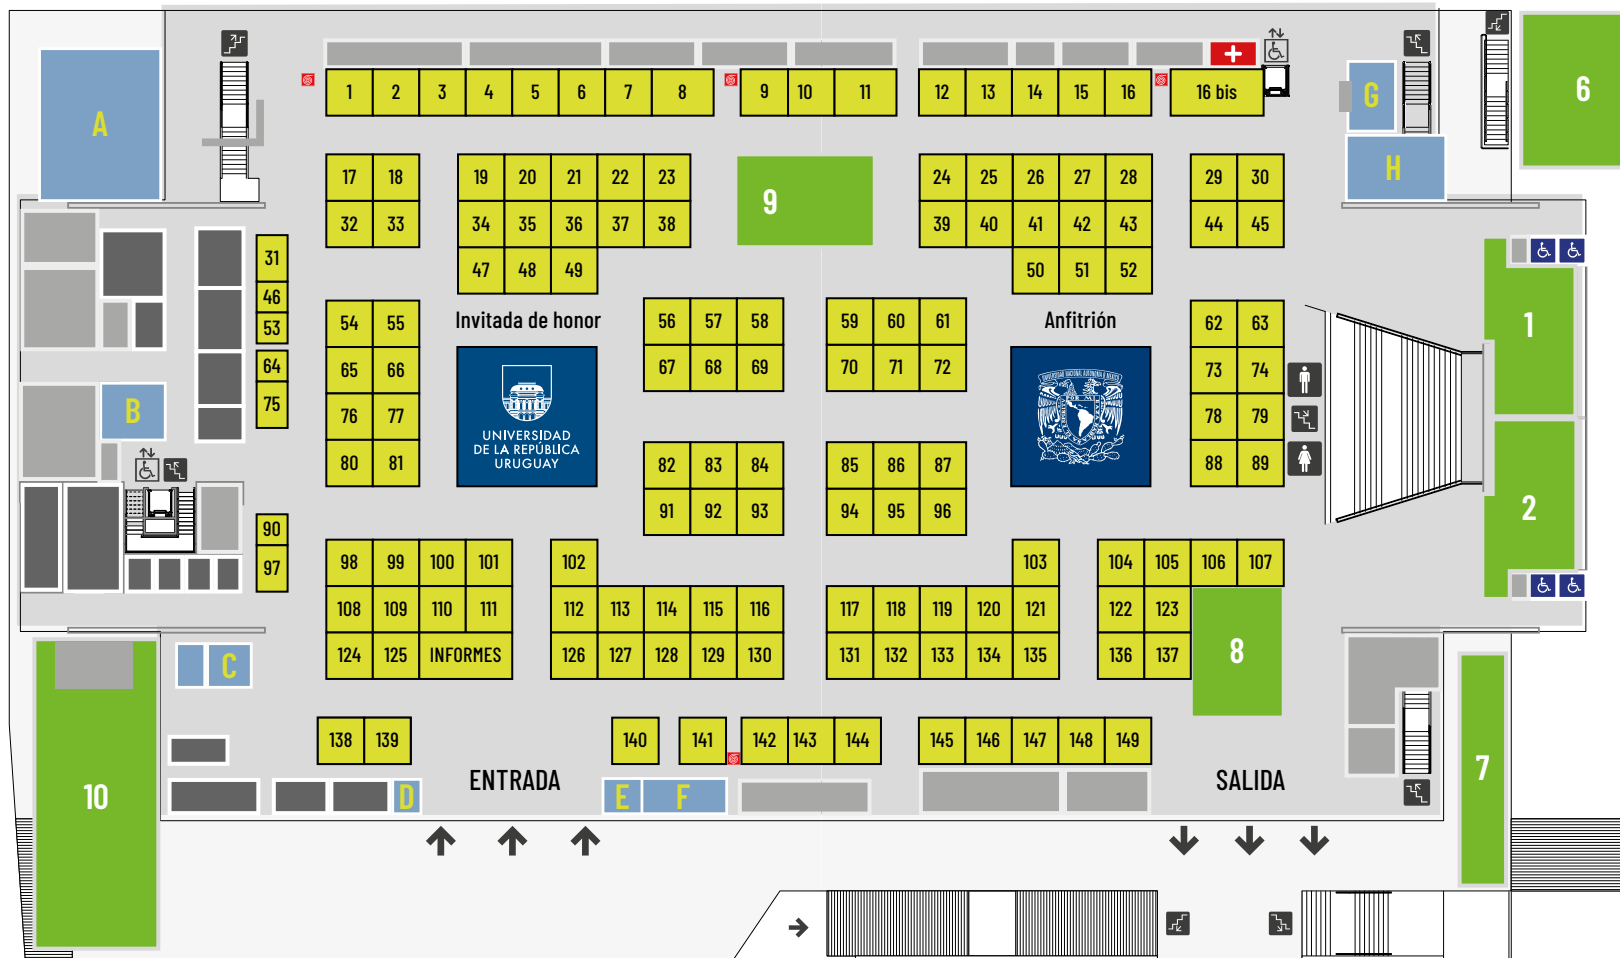 1 2 3 4 5 6 7 8 9 10 11 12 13 14 15 16 16 bis
A G 6
H
17 18 19 20 21 22 23 9 24 25 26 27 28 29 30
32 33 34 35 36 37 38 39 40 41 42 43 44 45
31 47 48 49 50 51 52
46
53
54 55 Invitada de honor 56 57 58 59 60 61 Anfitrión 62 63 1
64 65 66 67 68 69 70 71 72 73 74
75 B 76 77 78 79
UNIVERSIDAD
DE LA REPÚBLICA
URUGUAY
80 81 82 83 84 85 86 87 88 89
90 91 92 93 94 95 96 2
97 98 99 100 101 102 103 104 105 106 107
108 109 110 111 112 113 114 115 116 117 118 119 120 121 122 123
124 125 INFORMES 126 127 128 129 130 131 132 133 134 135 136 137 8
C
138 139 140 141 142 143 144 145 146 147 148 149
ENTRADA SALIDA
10 D E F 7